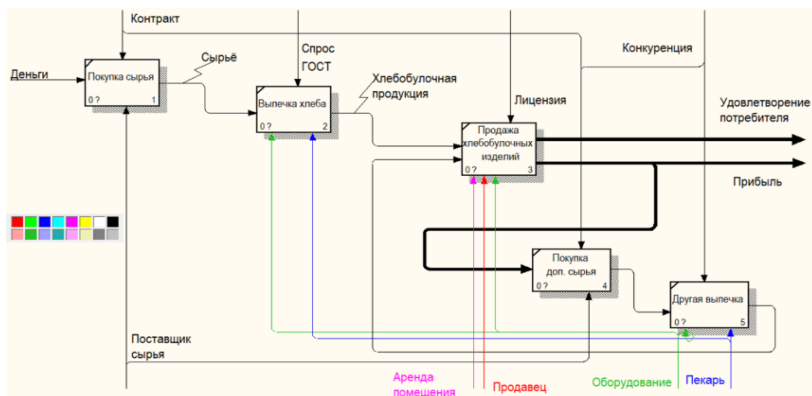 Контракт
Деньги
Сырьё
Покупка сырья
0 ?
1
Спрос
ГОСТ
Выпечка хлеба
0 ?
2
Хлебобулочная
продукция
Лицензия
Конкуренция
Продажа
хлебобулочных
изделий
0 ?
3
Удовлетворение
потребителя
Прибыль
Покупка
доп. сырья
0 ?
4
Другая выпечка
0 ?
5
Поставщик
сырья
Аренда
помещения
Продавец
Оборудование
Пекарь